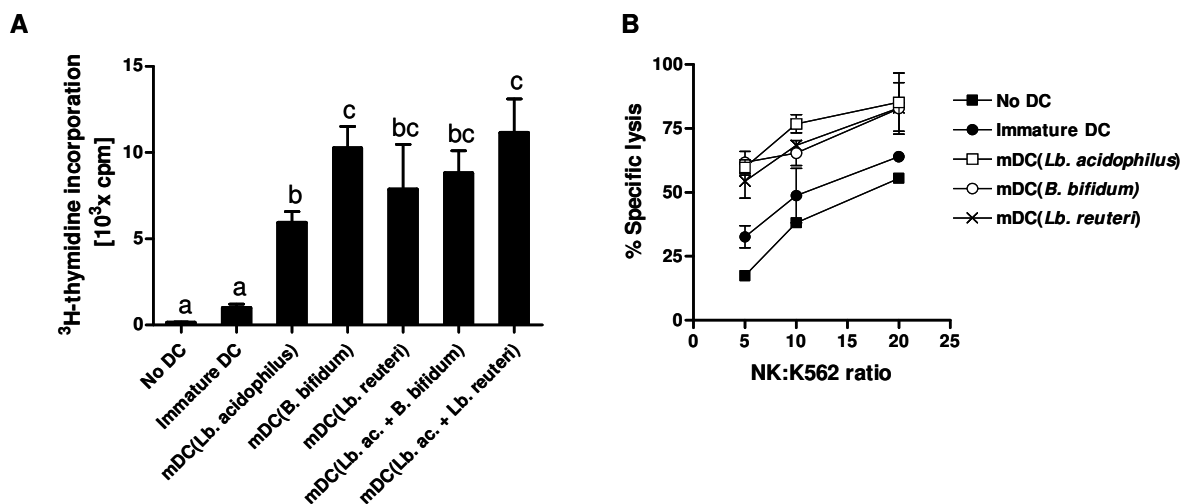 A
³H-thymidine incorporation
[10³x cpm]
15
10
5
0
a
a
b
c
bc
bc
c
No DC
Immature DC
mDC(Lb. acidophilus)
mDC(B. bifidum)
mDC(Lb. reuteri)
mDC(Lb. ac. + B. bifidum)
mDC(Lb. ac. + Lb. reuteri)
B
% Specific lysis
100
75
50
25
0
0
5
10
15
20
25
NK:K562 ratio
No DC
Immature DC
mDC(Lb. acidophilus)
mDC(B. bifidum)
mDC(Lb. reuteri)